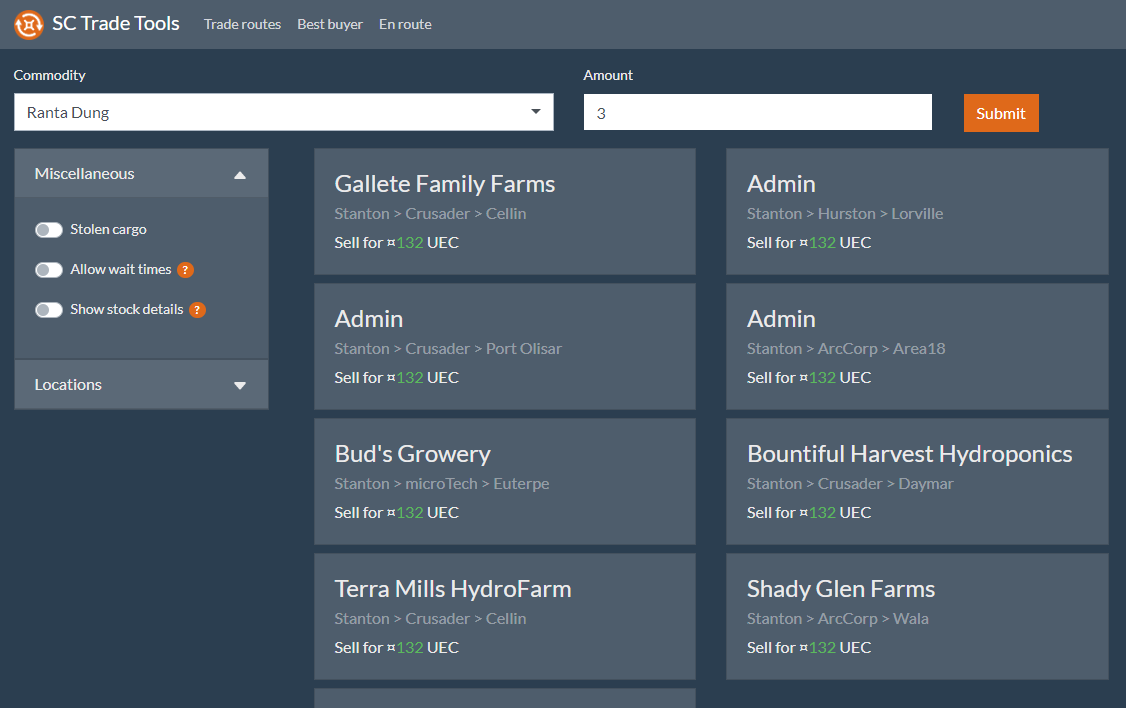 SC Trade Tools
Trade routes
Best buyer
En route
Commodity
Ranta Dung
Amount
3
Submit
Miscellaneous
Stolen cargo
Allow wait times ?
Show stock details ?
Locations
Gallete Family Farms
Stanton > Crusader > Cellin
Sell for ¤132 UEC
Admin
Stanton > Hurston > Lorville
Sell for ¤132 UEC
Admin
Stanton > Crusader > Port Olisar
Sell for ¤132 UEC
Admin
Stanton > ArcCorp > Area18
Sell for ¤132 UEC
Bud's Growery
Stanton > microTech > Euterpe
Sell for ¤132 UEC
Bountiful Harvest Hydroponics
Stanton > Crusader > Daymar
Sell for ¤132 UEC
Terra Mills HydroFarm
Stanton > Crusader > Cellin
Sell for ¤132 UEC
Shady Glen Farms
Stanton > ArcCorp > Wala
Sell for ¤132 UEC